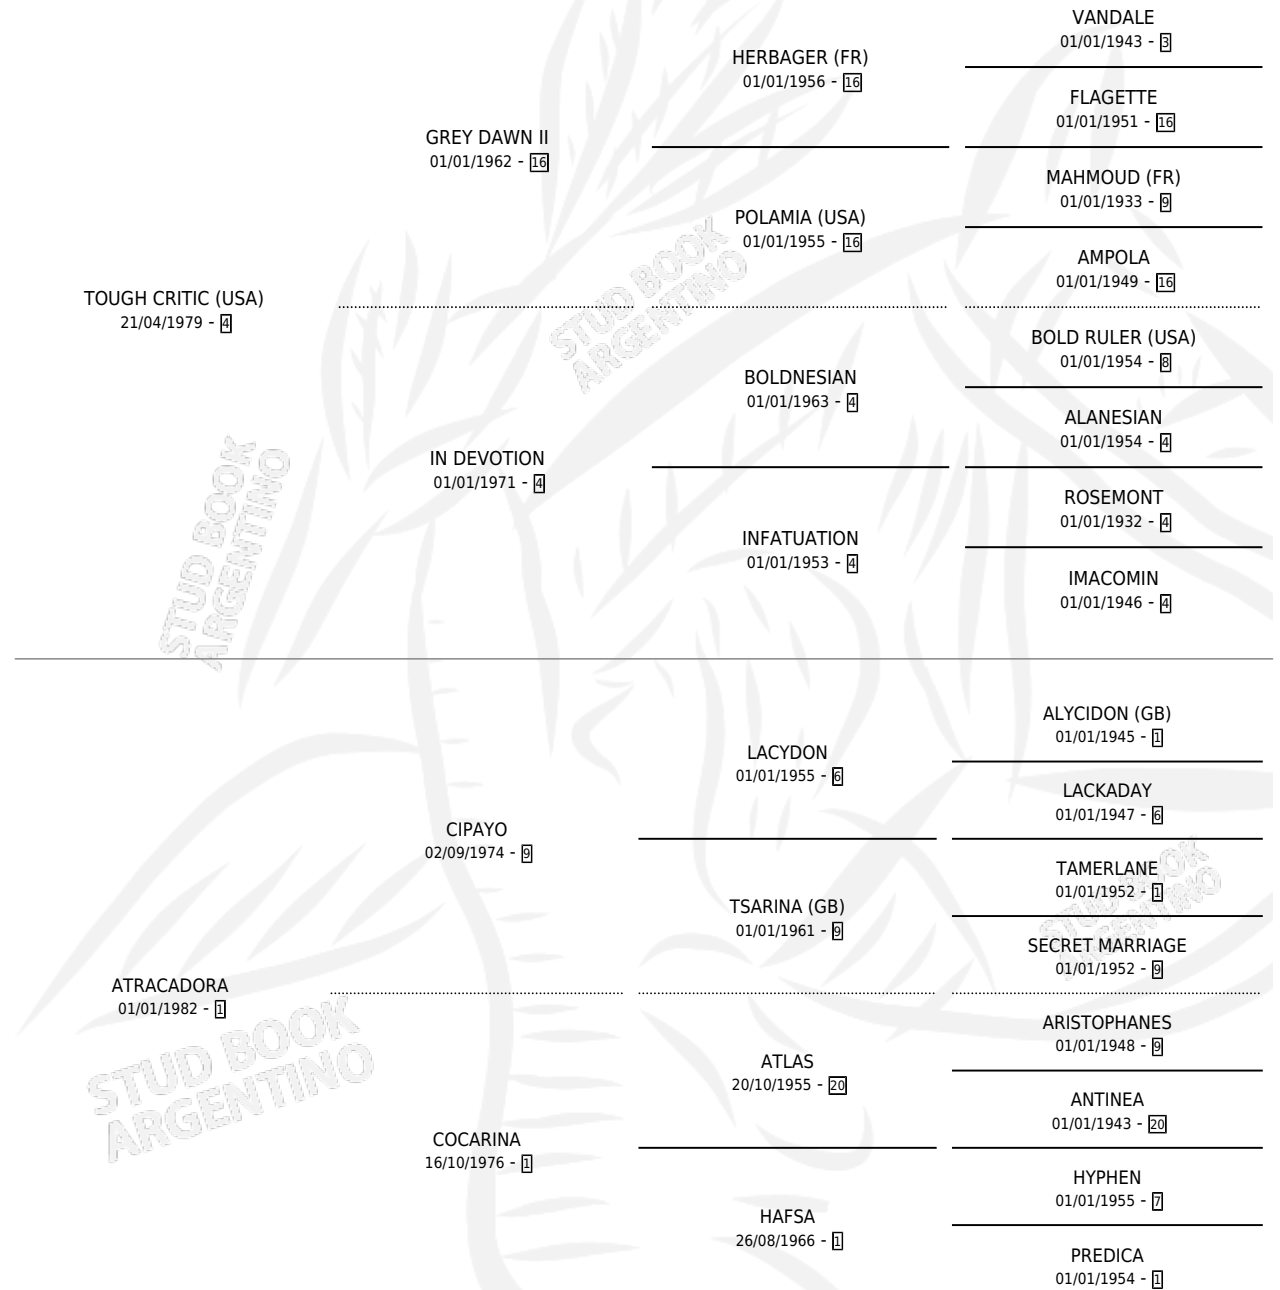 VANDALE
01/01/1943 - 3
HERBAGER (FR)
01/01/1956 - 16
FLAGETTE
01/01/1951 - 16
GREY DAWN II
01/01/1962 - 16
MAHMOUD (FR)
01/01/1933 - 9
POLAMIA (USA)
01/01/1955 - 16
AMPOLA
01/01/1949 - 16
TOUGH CRITIC (USA)
21/04/1979 - 4
STUD BOOK
ARGENTINO
BOLD RULER (USA)
01/01/1954 - 8
BOLDNESIAN
01/01/1963 - 4
ALANESIAN
01/01/1954 - 4
IN DEVOTION
01/01/1971 - 4
ROSEMONT
01/01/1932 - 4
INFATUATION
01/01/1953 - 4
IMACOMIN
01/01/1946 - 4
STUD BOOK
ARGENTINO
ALYCIDON (GB)
01/01/1945 - 1
LACYDON
01/01/1955 - 6
LACKADAY
01/01/1947 - 6
CIPAYO
02/09/1974 - 9
TAMERLANE
01/01/1952 - 1
TSARINA (GB)
01/01/1961 - 9
SECRET MARRIAGE
01/01/1952 - 9
STUD BOOK
ARGENTINO
ATRACADORA
01/01/1982 - 1
ARISTOPHANES
01/01/1948 - 9
ATLAS
20/10/1955 - 20
ANTINEA
01/01/1943 - 20
STUD BOOK
ARGENTINO
COCARINA
16/10/1976 - 1
HYPHEN
01/01/1955 - 7
HAFSA
26/08/1966 - 1
PREDICA
01/01/1954 - 1